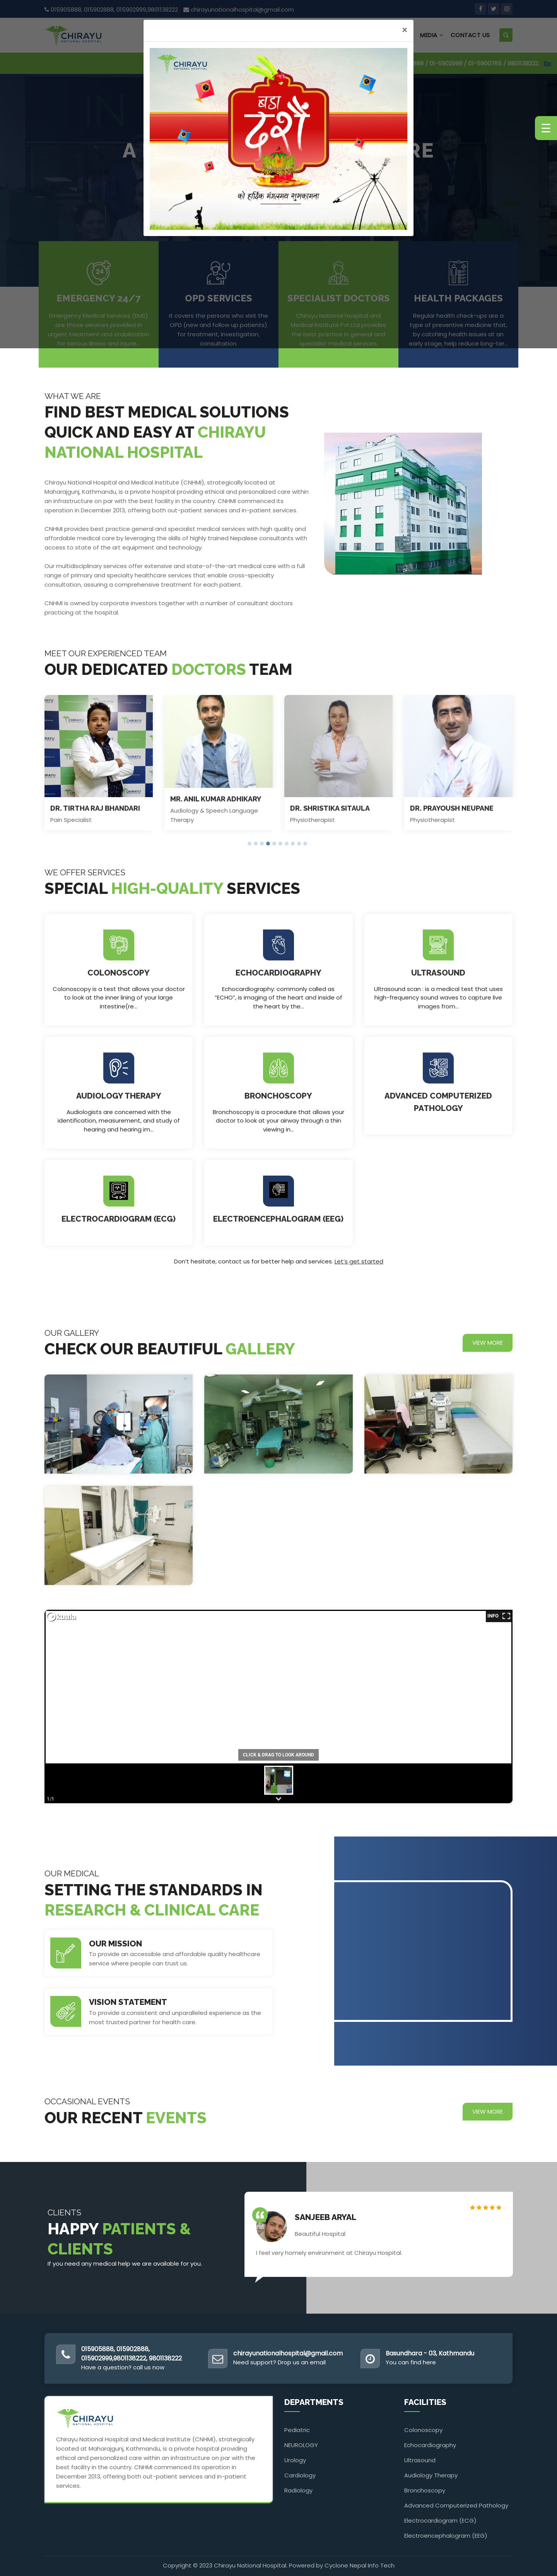 015905888, 015902888, 015902999,9801138222 chirayunationalhospital@gmail.com
CHIRAYU
NATIONAL HOSPITAL
MEDIA
CONTACT US
×
CHIRAYU
NATIONAL HOSPITAL
बडा
दशैं
को हार्दिक मंगलमय शुभकामना
/ 01-5902999 / 01-5900765 / 9801138222,
A
RE
24
EMERGENCY 24/7
Emergency Medical Services (EMS)
are those services provided in
urgent treatment and stabilisation
for serious illness and injurie...
OPD SERVICES
It covers the persons who visit the
OPD (new and follow up patients)
for treatment, investigation,
consultation.
SPECIALIST DOCTORS
Chirayu National Hospital and
Medical Institute Pvt.Ltd provides
the best practice in general and
specialist medical services.
HEALTH PACKAGES
Regular health check-ups are a
type of preventive medicine that,
by catching health issues at an
early stage, help reduce long-ter...
WHAT WE ARE
FIND BEST MEDICAL SOLUTIONS
QUICK AND EASY AT CHIRAYU
NATIONAL HOSPITAL
Chirayu National Hospital and Medical Institute (CNHMI), strategically located at
Maharajgunj, Kathmandu, is a private hospital providing ethical and personalized care within
an infrastructure on par with the best facility in the country. CNHMI commenced its
operation in December 2013, offering both out-patient services and in-patient services.
CNHMI provides best practice general and specialist medical services with high quality and
affordable medical care by leveraging the skills of highly trained Nepalese consultants with
access to state of the art equipment and technology.
Our multidisciplinary services offer extensive and state-of-the-art medical care with a full
range of primary and specialty healthcare services that enable cross-specialty
consultation, assuring a comprehensive treatment for each patient.
CNHMI is owned by corporate investors together with a number of consultant doctors
practicing at the hospital.
MEET OUR EXPERIENCED TEAM
OUR DEDICATED DOCTORS TEAM
DR. TIRTHA RAJ BHANDARI
Pain Specialist
MR. ANIL KUMAR ADHIKARY
Audiology & Speech Language
Therapy
DR. SHRISTIKA SITAULA
Physiotherapist
DR. PRAYOUSH NEUPANE
Physiotherapist
WE OFFER SERVICES
SPECIAL HIGH-QUALITY SERVICES
COLONOSCOPY
Colonoscopy is a test that allows your doctor
to look at the inner lining of your large
intestine(re...
ECHOCARDIOGRAPHY
Echocardiography: commonly called as
“ECHO”, is imaging of the heart and inside of
the heart by the...
ULTRASOUND
Ultrasound scan : is a medical test that uses
high-frequency sound waves to capture live
images from...
AUDIOLOGY THERAPY
Audiologists are concerned with the
identification, measurement, and study of
hearing and hearing im...
BRONCHOSCOPY
Bronchoscopy is a procedure that allows your
doctor to look at your airway through a thin
viewing in...
ADVANCED COMPUTERIZED
PATHOLOGY
ELECTROCARDIOGRAM (ECG)
ELECTROENCEPHALOGRAM (EEG)
Don’t hesitate, contact us for better help and services. Let’s get started
OUR GALLERY
CHECK OUR BEAUTIFUL GALLERY
VIEW MORE
kuula
INFO
CLICK & DRAG TO LOOK AROUND
1/1
OUR MEDICAL
SETTING THE STANDARDS IN
RESEARCH & CLINICAL CARE
OUR MISSION
To provide an accessible and affordable quality healthcare
service where people can trust us.
VISION STATEMENT
To provide a consistent and unparalleled experience as the
most trusted partner for health care.
OCCASIONAL EVENTS
OUR RECENT EVENTS
VIEW MORE
CLIENTS
HAPPY PATIENTS &
CLIENTS
If you need any medical help we are available for you.
SANJEEB ARYAL
Beautiful Hospital
I feel very homely environment at Chirayu Hospital.
015905888, 015902888,
015902999,9801138222, 9801138222
Have a question? call us now
chirayunationalhospital@gmail.com
Need support? Drop us an email
Basundhara - 03, Kathmandu
You can find here
CHIRAYU
NATIONAL HOSPITAL
Chirayu National Hospital and Medical Institute (CNHMI), strategically
located at Maharajgunj, Kathmandu, is a private hospital providing
ethical and personalized care within an infrastructure on par with the
best facility in the country. CNHMI commenced its operation in
December 2013, offering both out-patient services and in-patient
services.
DEPARTMENTS
Pediatric
NEUROLOGY
Urology
Cardiology
Radiology
FACILITIES
Colonoscopy
Echocardiography
Ultrasound
Audiology Therapy
Bronchoscopy
Advanced Computerized Pathology
Electrocardiogram (ECG)
Electroencephalogram (EEG)
Copyright © 2023 Chirayu National Hospital. Powered by Cyclone Nepal Info Tech